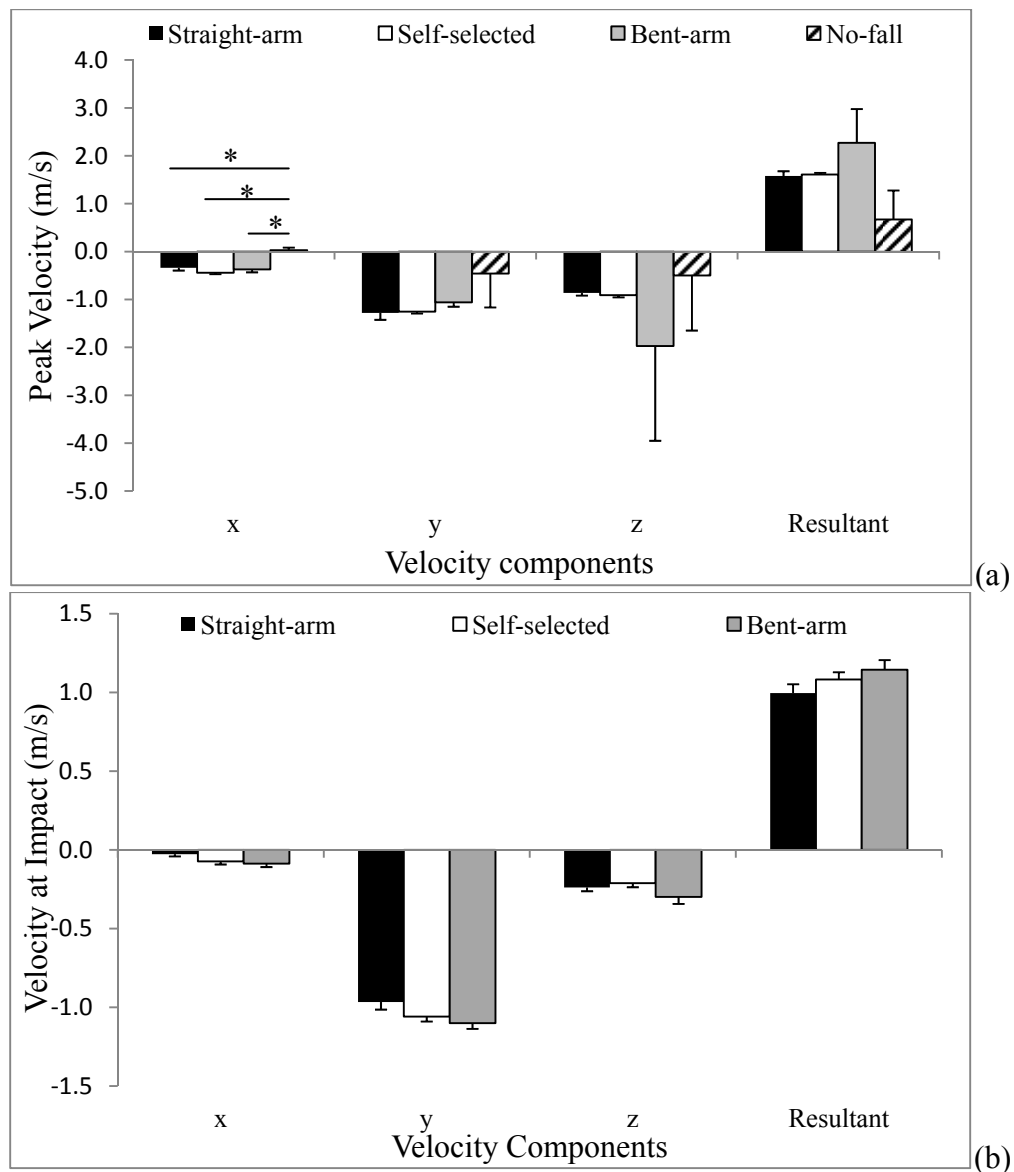 Straight-arm Self-selected Bent-arm No-fall
4.0
3.0
2.0
1.0
0.0
-1.0
-2.0
-3.0
-4.0
-5.0
Peak Velocity (m/s)
*
*
*
x y z Resultant
Velocity components
(a)
1.5
Straight-arm Self-selected Bent-arm
1.0
0.5
0.0
-0.5
-1.0
-1.5
Velocity at Impact (m/s)
x y z Resultant
Velocity Components
(b)